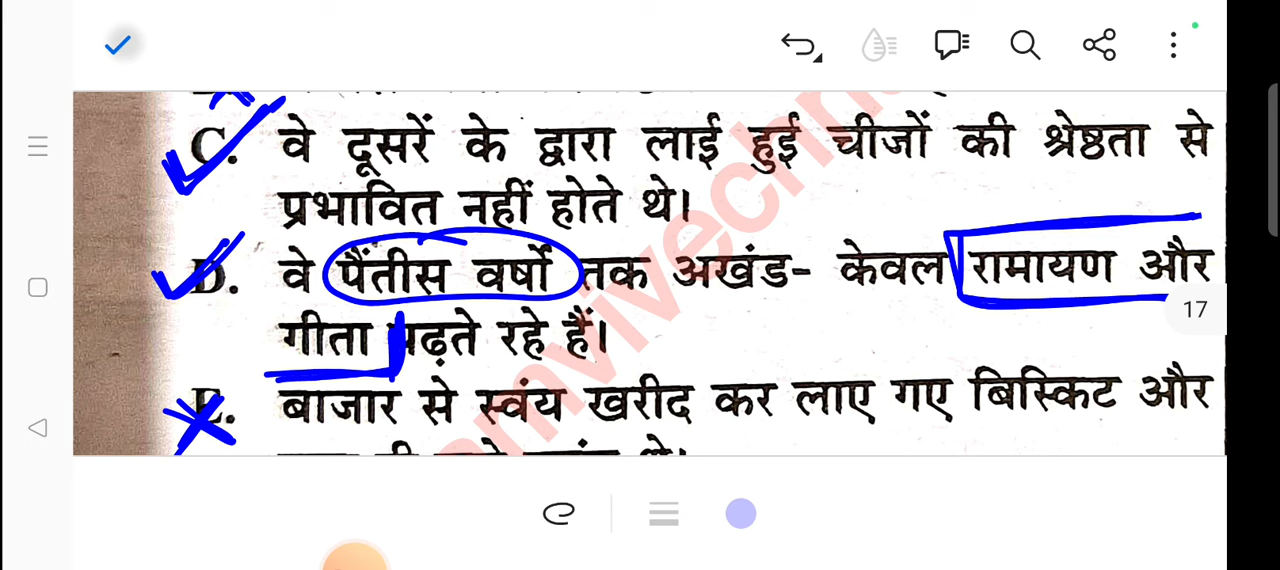 C. वे दूसरें के द्वारा लाई हुई चीजों की श्रेष्ठता से
प्रभावित नहीं होते थे।
D. वे पैंतीस वर्षों तक अखंड- केवल रामायण और
गीता पढ़ते रहे हैं।
17
E. बाजार से स्वंय खरीद कर लाए गए बिस्किट और